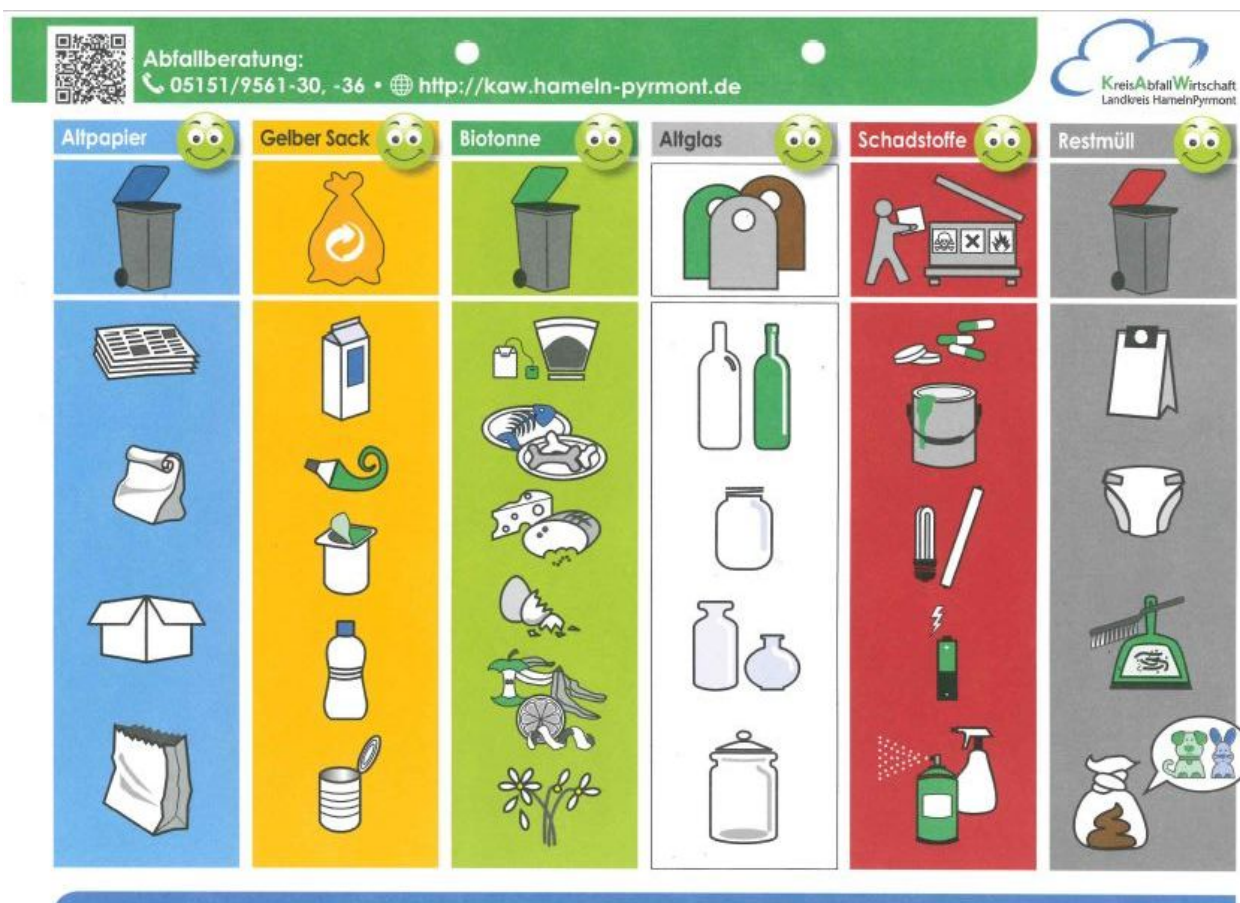 Abfallberatung:
05151/9561-30, -36 • http://kaw.hameln-pyrmont.de
KreisAbfallWirtschaft
Landkreis HamelnPyrmont
Altpapier
Gelber Sack
Biotonne
Altglas
Schadstoffe
Restmüll